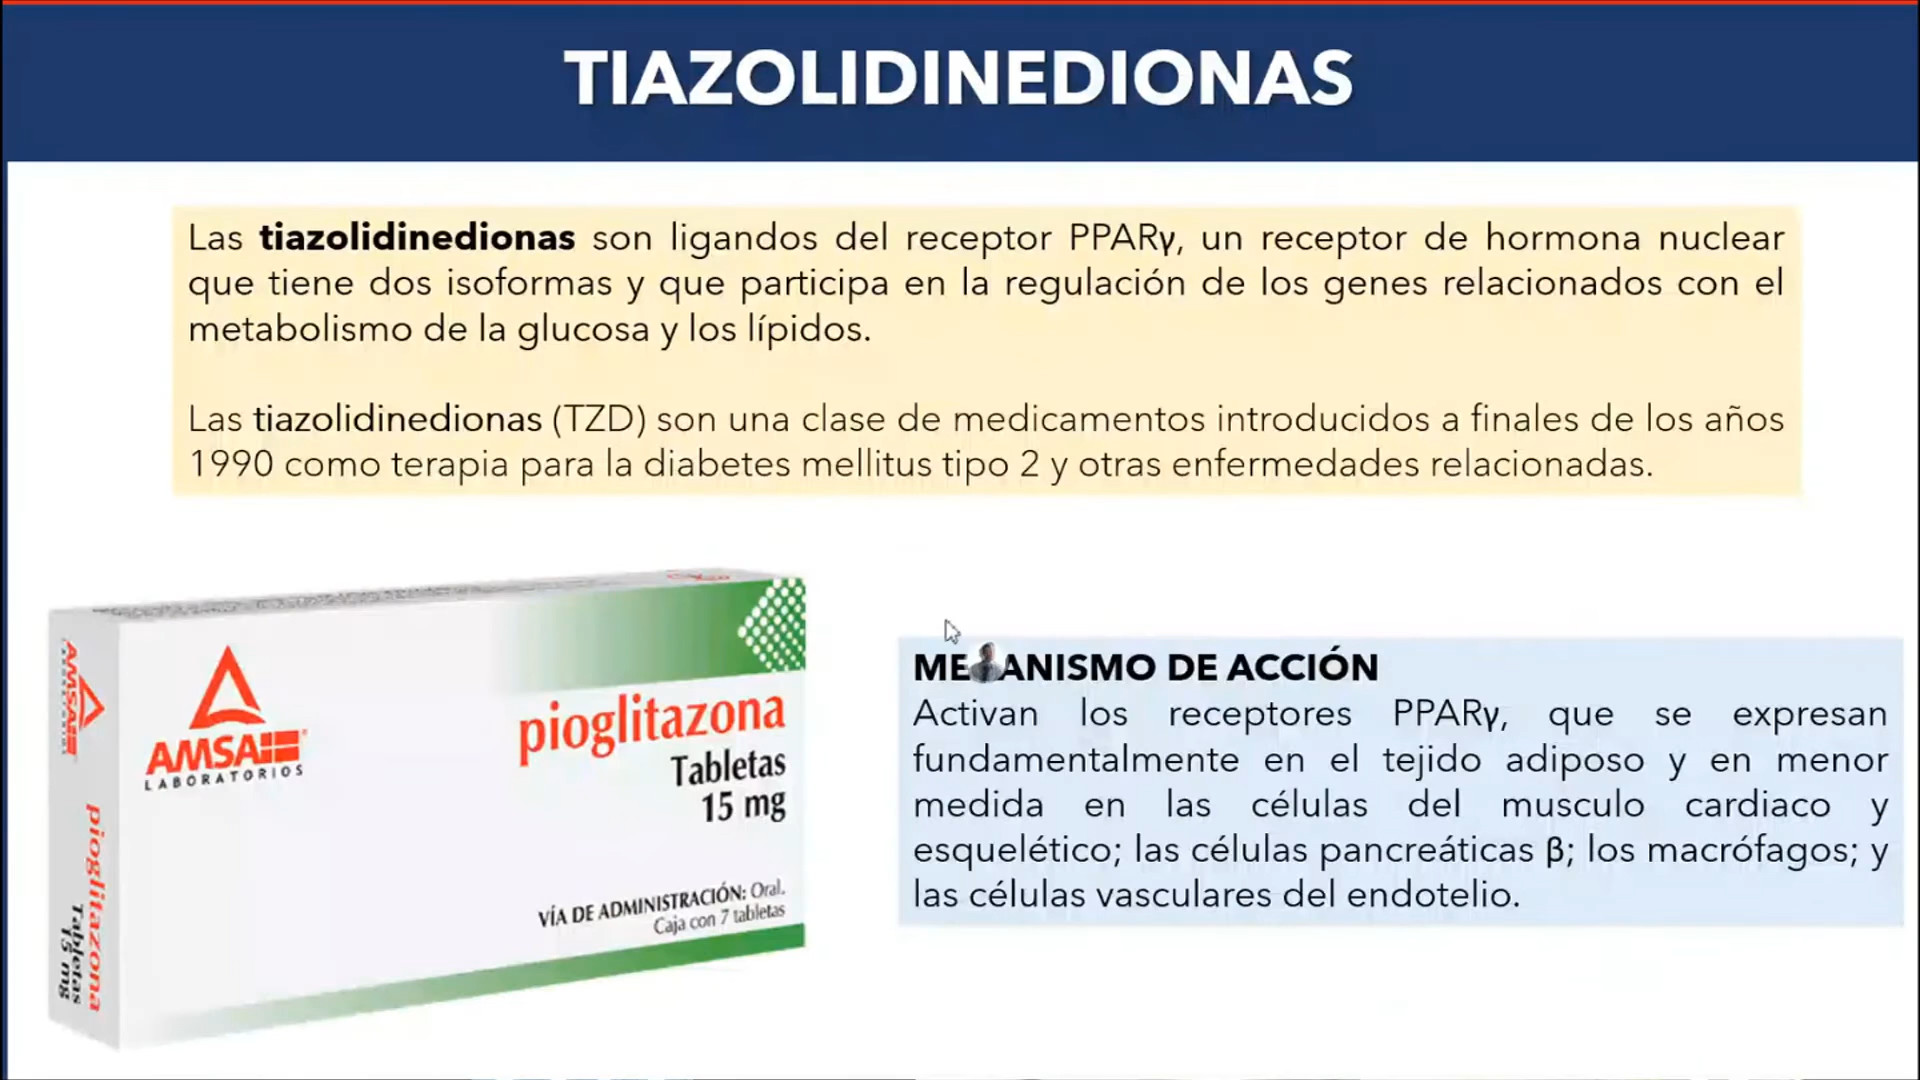 TIAZOLIDINEDIONAS
Las tiazolidinedionas son ligandos del receptor PPARγ, un receptor de hormona nuclear
que tiene dos isoformas y que participa en la regulación de los genes relacionados con el
metabolismo de la glucosa y los lípidos.
Las tiazolidinedionas (TZD) son una clase de medicamentos introducidos a finales de los años
1990 como terapia para la diabetes mellitus tipo 2 y otras enfermedades relacionadas.
AMSA
LABORATORIOS
pioglitazona
Tabletas
15 mg
VÍA DE ADMINISTRACIÓN: Oral.
Caja con 7 tabletas
AMSA
LABORATORIOS
pioglitazona
Tabletas
15 mg
MECANISMO DE ACCIÓN
Activan los receptores PPARγ, que se expresan
fundamentalmente en el tejido adiposo y en menor
medida en las células del musculo cardiaco y
esquelético; las células pancreáticas β; los macrófagos; y
las células vasculares del endotelio.